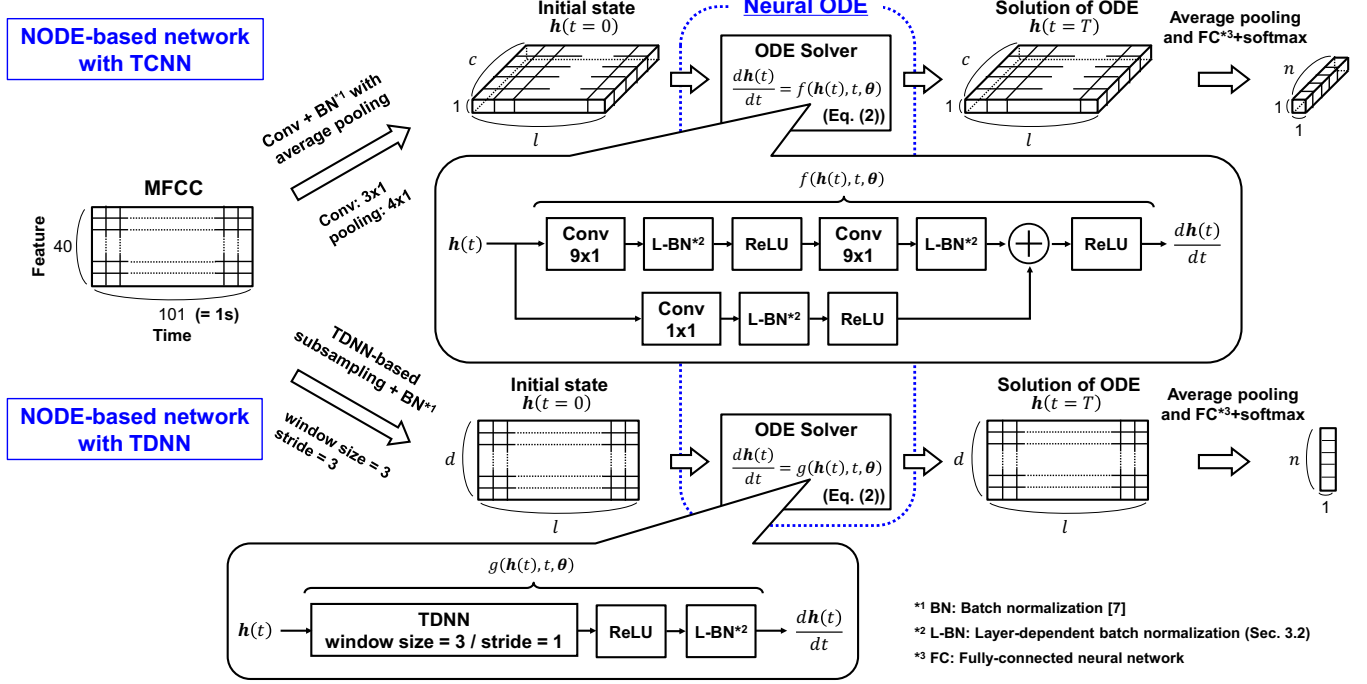 NODE-based network
with TCNN
Conv + BN*1 with
average pooling
Conv: 3x1
pooling: 4x1
Initial state
h(t = 0)
c
1
l
Neural ODE
ODE Solver
dh(t)/dt = f(h(t), t, θ)
(Eq. (2))
Solution of ODE
h(t = T)
c
1
l
Average pooling
and FC*3+softmax
n
1
1
MFCC
Feature
40
101 (= 1s)
Time
f(h(t), t, θ)
h(t)
Conv
9x1
L-BN*2
ReLU
Conv
9x1
L-BN*2
+
ReLU
dh(t)/dt
Conv
1x1
L-BN*2
ReLU
NODE-based network
with TDNN
TDNN-based
subsampling + BN*1
window size = 3
stride = 3
Initial state
h(t = 0)
d
l
ODE Solver
dh(t)/dt = g(h(t), t, θ)
(Eq. (2))
Solution of ODE
h(t = T)
d
l
Average pooling
and FC*3+softmax
n
1
g(h(t), t, θ)
h(t)
TDNN
window size = 3 / stride = 1
ReLU
L-BN*2
dh(t)/dt
*1 BN: Batch normalization [7]
*2 L-BN: Layer-dependent batch normalization (Sec. 3.2)
*3 FC: Fully-connected neural network